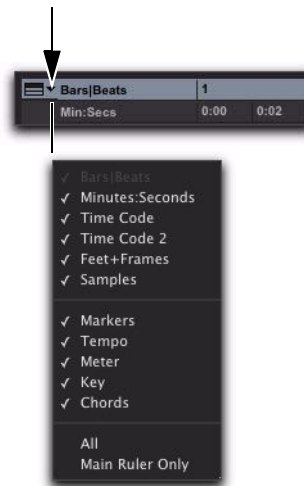 Bars|Beats 1
Min:Secs 0:00 0:02
✓ Bars|Beats
✓ Minutes:Seconds
✓ Time Code
✓ Time Code 2
✓ Feet+Frames
✓ Samples
✓ Markers
✓ Tempo
✓ Meter
✓ Key
✓ Chords
All
Main Ruler Only